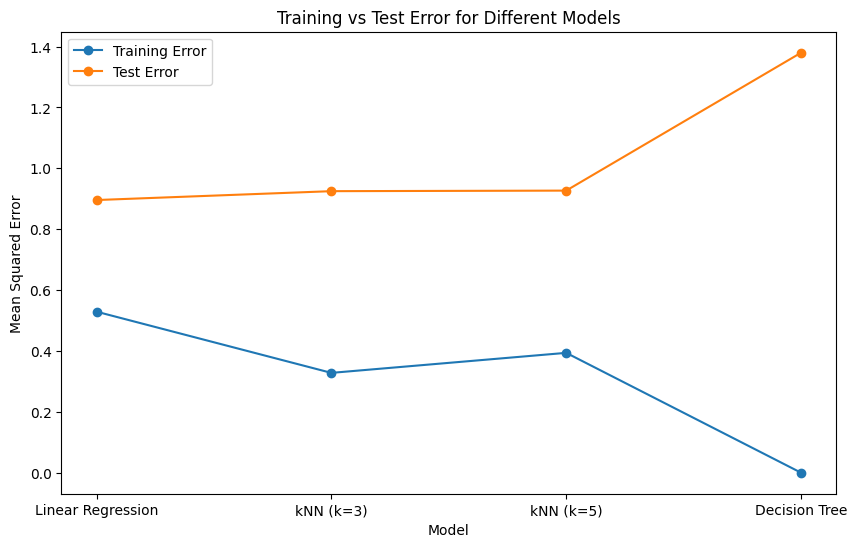 Training vs Test Error for Different Models
Training Error
Test Error
Mean Squared Error
1.4
1.2
1.0
0.8
0.6
0.4
0.2
0.0
Linear Regression
kNN (k=3)
kNN (k=5)
Decision Tree
Model